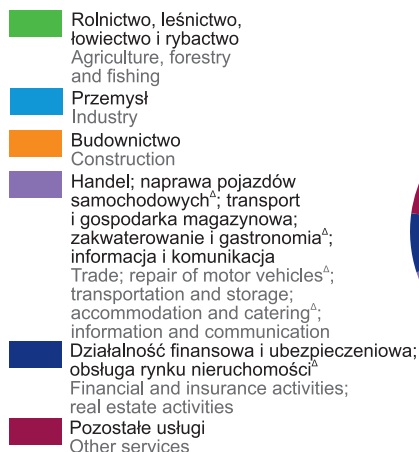 Rolnictwo, leśnictwo,
łowiectwo i rybactwo
Agriculture, forestry
and fishing
Przemysł
Industry
Budownictwo
Construction
Handel; naprawa pojazdów
samochodowych^Δ; transport
i gospodarka magazynowa;
zakwaterowanie i gastronomia^Δ;
informacja i komunikacja
Trade; repair of motor vehicles^Δ;
transportation and storage;
accommodation and catering^Δ;
information and communication
Działalność finansowa i ubezpieczeniowa;
obsługa rynku nieruchomości^Δ
Financial and insurance activities;
real estate activities
Pozostałe usługi
Other services